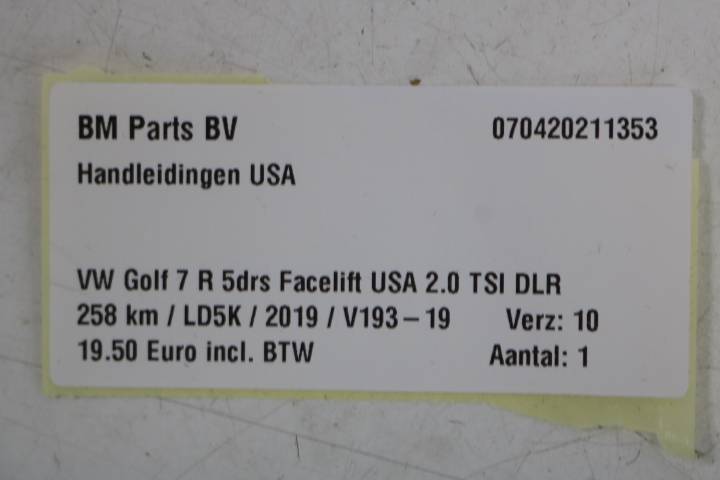 BM Parts BV 070420211353
Handleidingen USA
VW Golf 7 R 5drs Facelift USA 2.0 TSI DLR
258 km / LD5K / 2019 / V193-19 Verz: 10
19.50 Euro incl. BTW Aantal: 1